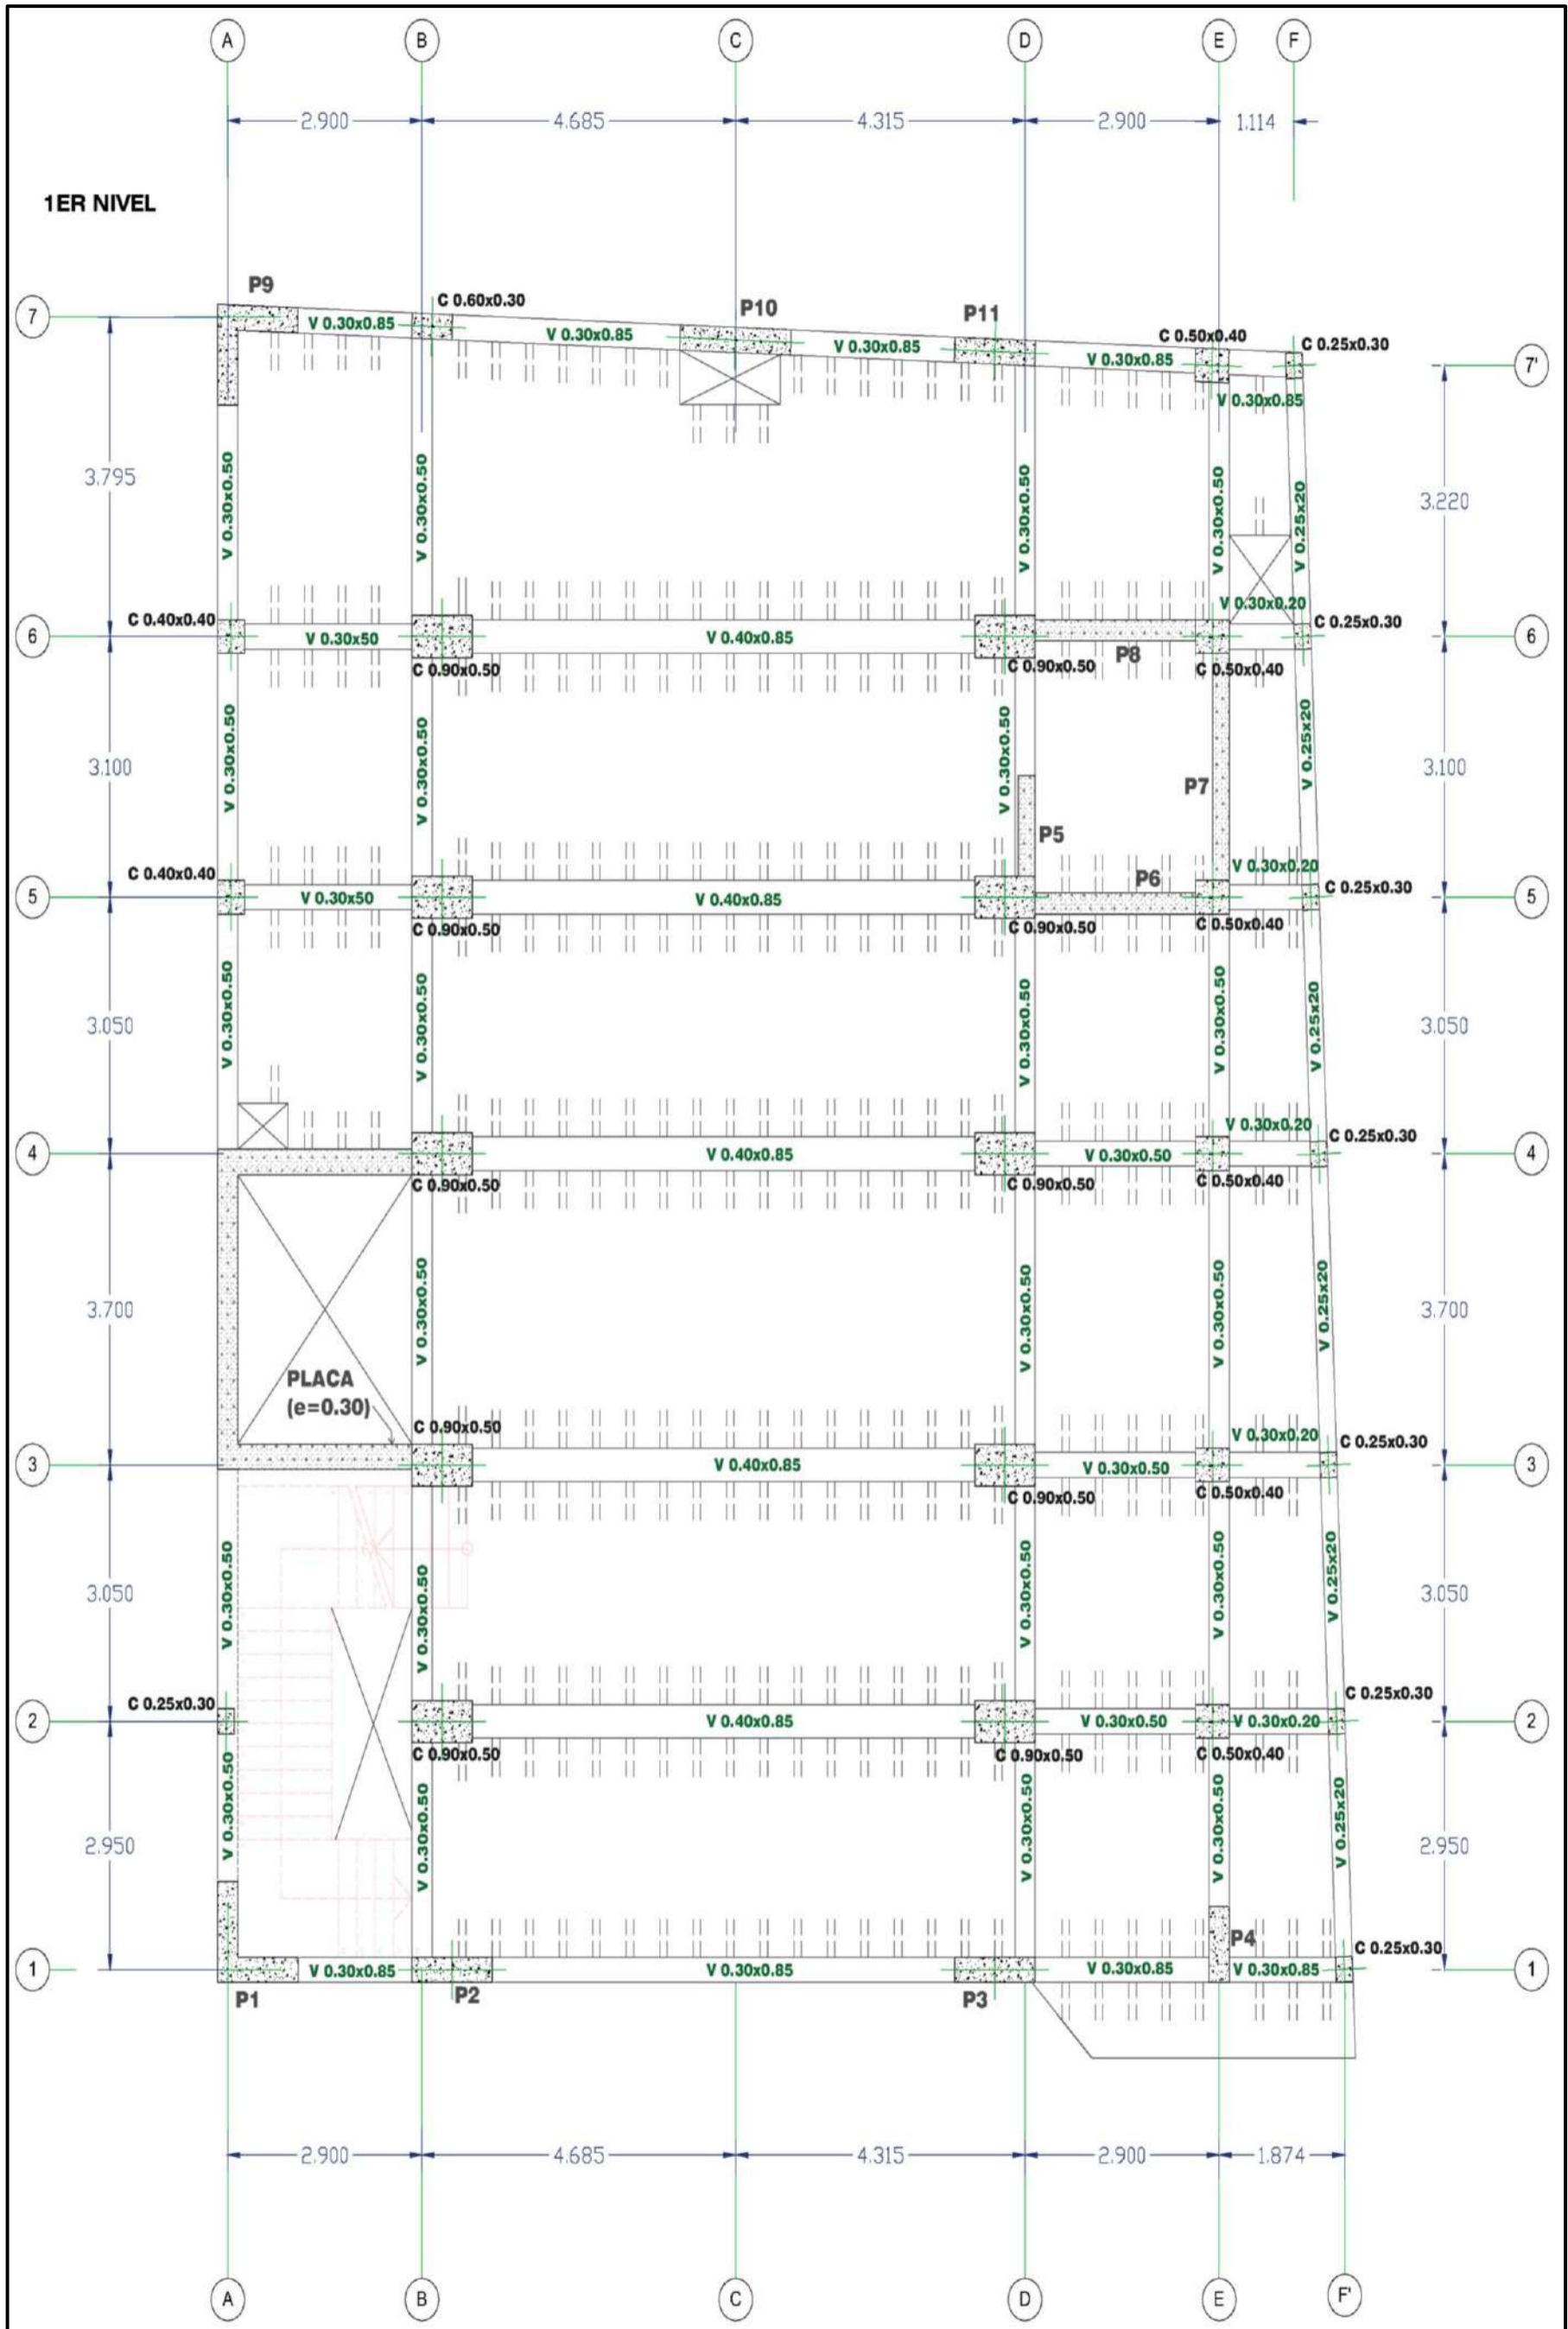 A B C D E F
2.900 4.685 4.315 2.900 1.114
1ER NIVEL
P9
C 0.60x0.30
P10
P11
7
V 0.30x0.85
V 0.30x0.85
V 0.30x0.85
V 0.30x0.85
C 0.50x0.40
C 0.25x0.30
7'
V 0.30x0.85
3.795
V 0.30x0.50
V 0.30x0.50
V 0.30x0.50
V 0.30x0.50
V 0.25x20
3.220
C 0.40x0.40
V 0.30x0.20
C 0.25x0.30
6
V 0.30x50
V 0.40x0.85
6
P8
C 0.90x0.50
C 0.90x0.50
C 0.50x0.40
3.100
V 0.30x0.50
V 0.30x0.50
V 0.30x0.50
P7
V 0.25x20
3.100
P5
C 0.40x0.40
P6
V 0.30x0.20
C 0.25x0.30
5
V 0.30x50
V 0.40x0.85
5
C 0.90x0.50
C 0.90x0.50
C 0.50x0.40
3.050
V 0.30x0.50
V 0.30x0.50
V 0.30x0.50
V 0.30x0.50
V 0.25x20
3.050
V 0.30x0.20
C 0.25x0.30
4
V 0.40x0.85
V 0.30x0.50
4
C 0.90x0.50
C 0.90x0.50
C 0.50x0.40
3.700
V 0.30x0.50
V 0.30x0.50
V 0.30x0.50
V 0.25x20
3.700
PLACA
(e=0.30)
C 0.90x0.50
V 0.30x0.20
C 0.25x0.30
3
V 0.40x0.85
V 0.30x0.50
3
C 0.90x0.50
C 0.50x0.40
3.050
V 0.30x0.50
V 0.30x0.50
V 0.30x0.50
V 0.30x0.50
V 0.25x20
3.050
C 0.25x0.30
C 0.25x0.30
2
V 0.40x0.85
V 0.30x0.50
V 0.30x0.20
2
C 0.90x0.50
C 0.90x0.50
C 0.50x0.40
2.950
V 0.30x0.50
V 0.30x0.50
V 0.30x0.50
V 0.30x0.50
V 0.25x20
2.950
P4
C 0.25x0.30
1
V 0.30x0.85
V 0.30x0.85
V 0.30x0.85
V 0.30x0.85
1
P1
P2
P3
2.900 4.685 4.315 2.900 1.874
A B C D E F'